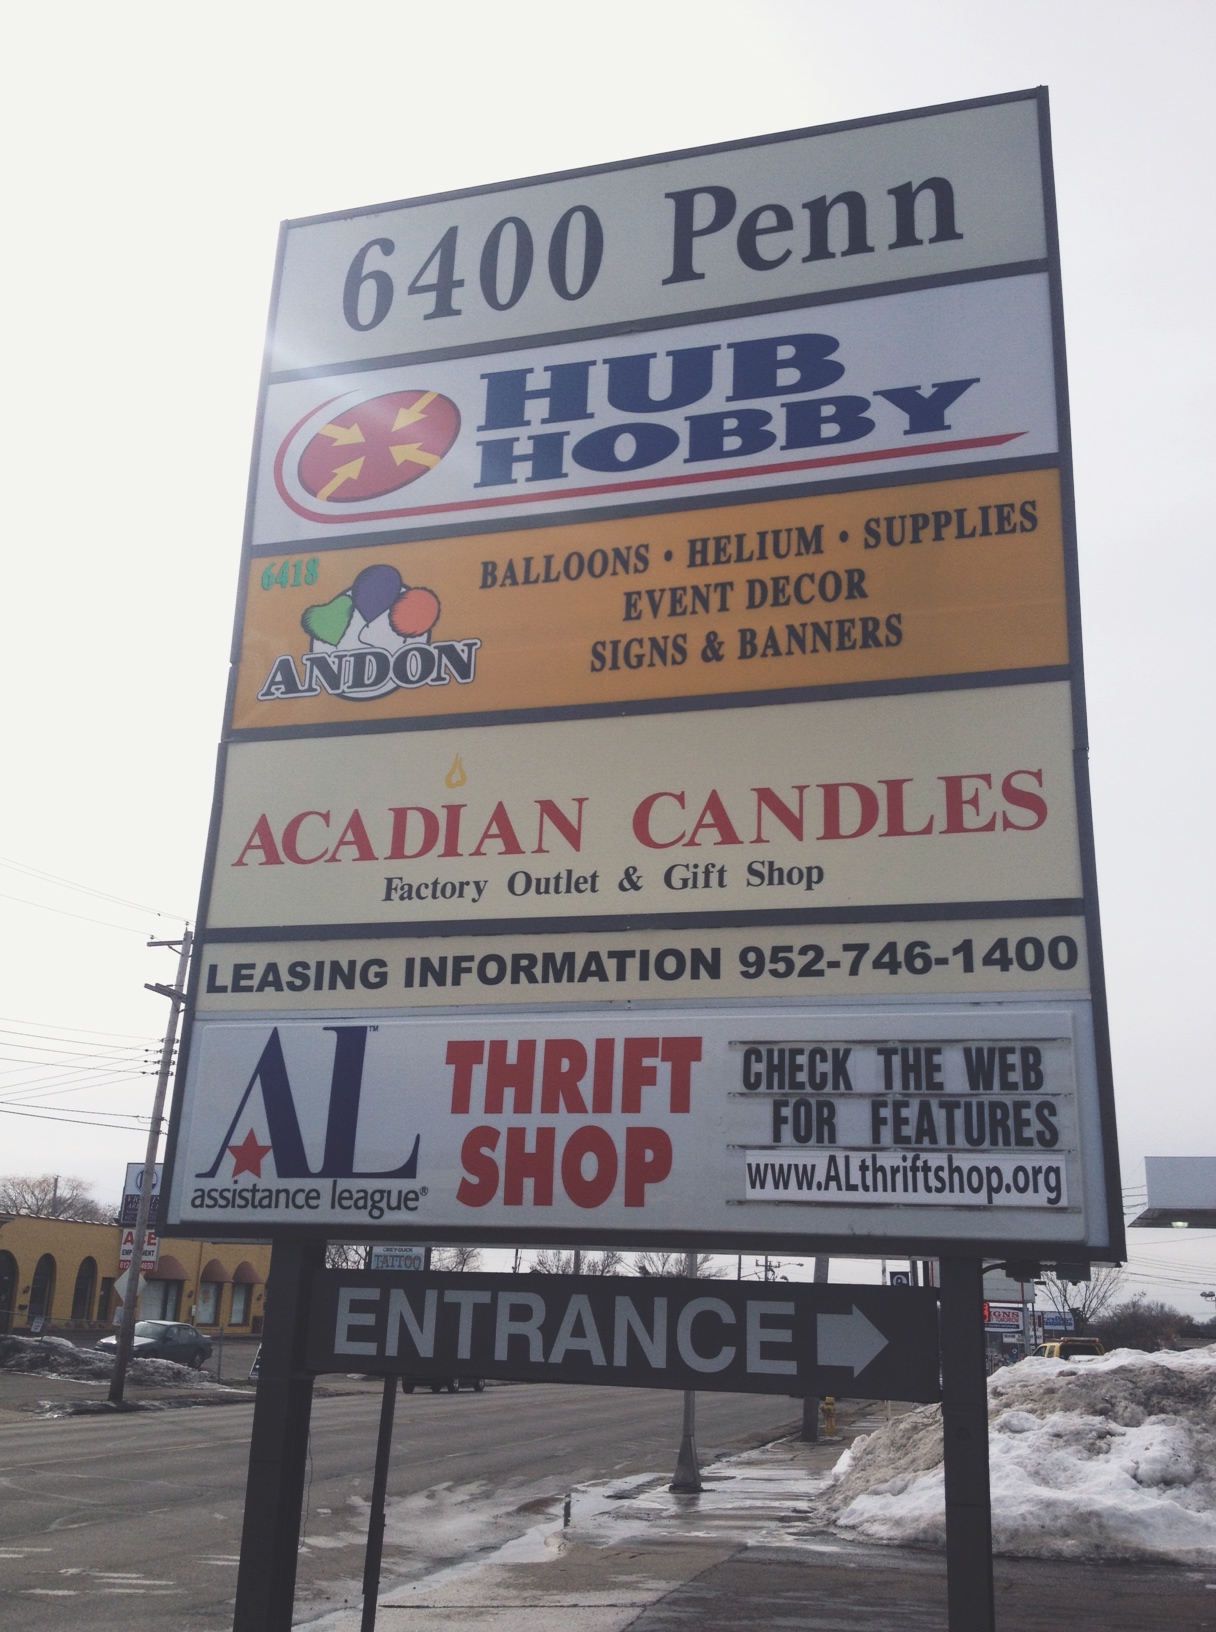 6400 Penn
HUB
HOBBY
6418
ANDON
BALLOONS • HELIUM • SUPPLIES
EVENT DECOR
SIGNS & BANNERS
ACADIAN CANDLES
Factory Outlet & Gift Shop
LEASING INFORMATION 952-746-1400
AL™
assistance league®
THRIFT
SHOP
CHECK THE WEB
FOR FEATURES
www.ALthriftshop.org
ENTRANCE
TATTOO